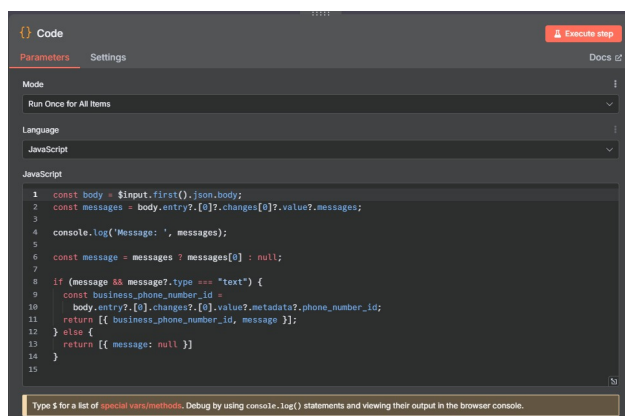 {} Code
Execute step
Parameters Settings
Docs
Mode
Run Once for All Items
Language
JavaScript
JavaScript
1 const body = $input.first().json.body;
2 const messages = body.entry?.[0]?.changes[0]?.value?.messages;
3
4 console.log('Message: ', messages);
5
6 const message = messages ? messages[0] : null;
7
8 if (message && message?.type === "text") {
9 const business_phone_number_id =
10 body.entry?.[0].changes?.[0].value?.metadata?.phone_number_id;
11 return [{ business_phone_number_id, message }];
12 } else {
13 return [{ message: null }]
14 }
15
Type $ for a list of special vars/methods. Debug by using console.log() statements and viewing their output in the browser console.